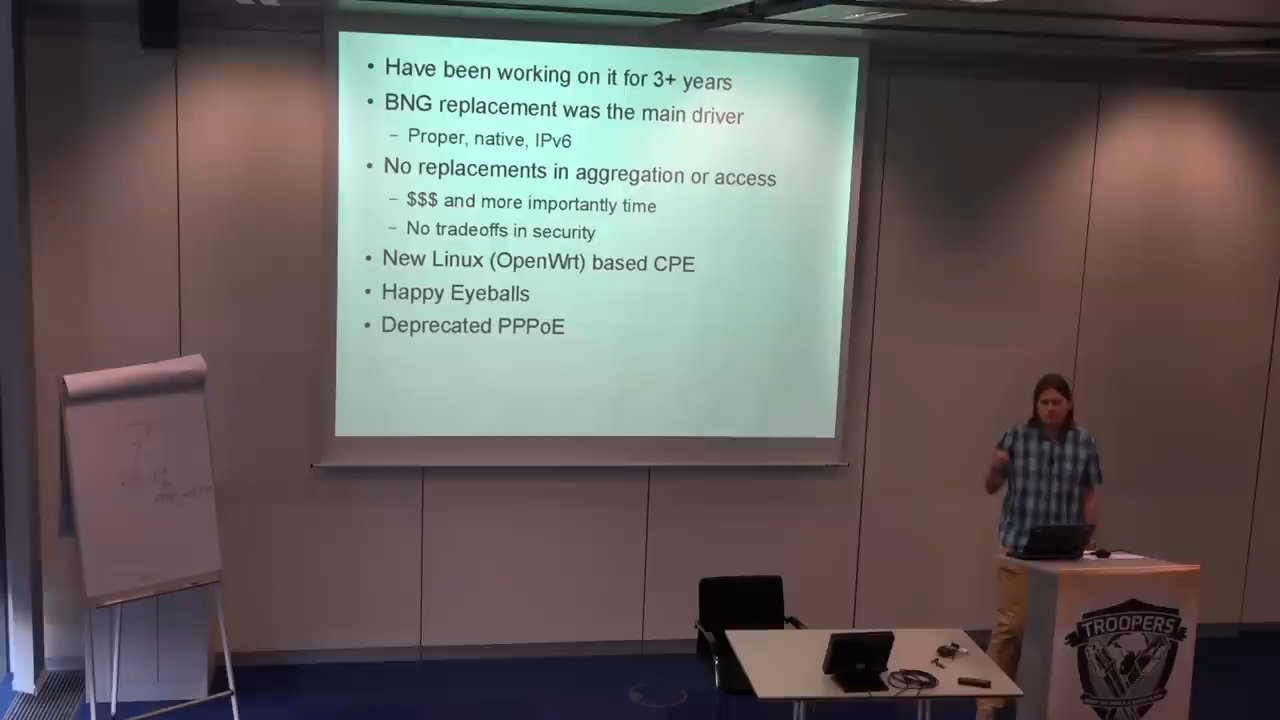 • Have been working on it for 3+ years
• BNG replacement was the main driver
– Proper, native, IPv6
• No replacements in aggregation or access
– $$$ and more importantly time
– No tradeoffs in security
• New Linux (OpenWrt) based CPE
• Happy Eyeballs
• Deprecated PPPoE
TROOPERS